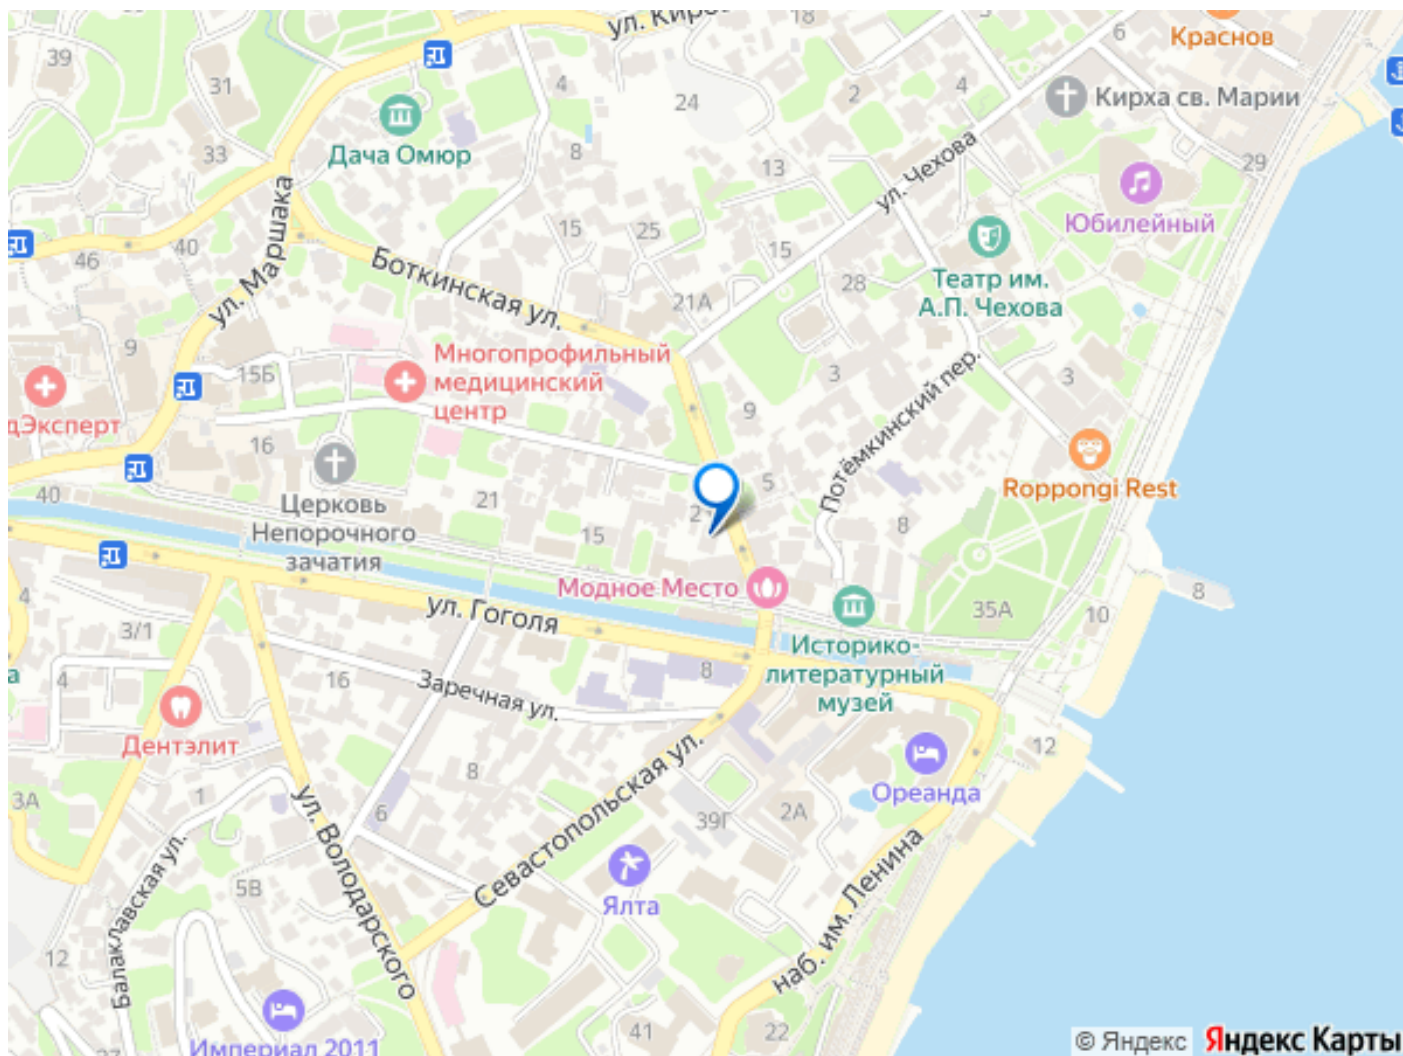 ул. Киров
18
6
Краснов
39
31
4
24
2
4
Кирха св. Марии
Дача Омюр
33
8
13
29
ул. Чехова
Юбилейный
ул. Маршака
40
46
15
25
15
Боткинская ул.
28
Театр им.
А.П. Чехова
21А
9
15Б
Многопрофильный
медицинский
центр
3
3
Потёмкинский пер.
дЭксперт
16
9
5
Roppongi Rest
40
Церковь
Непорочного
зачатия
21
15
2
8
4
3/1
ул. Гоголя
Модное Место
35А
10
8
Историко-
литературный
музей
а
4
16
Заречная ул.
8
Дентэлит
12
8
Ореанда
3А
1
ул. Володарского
6
39Г
2А
Севастопольская ул.
Балаклавская ул.
5В
Ялта
наб. им. Ленина
12
41
22
27
Империал 2011
© Яндекс
Яндекс Карты